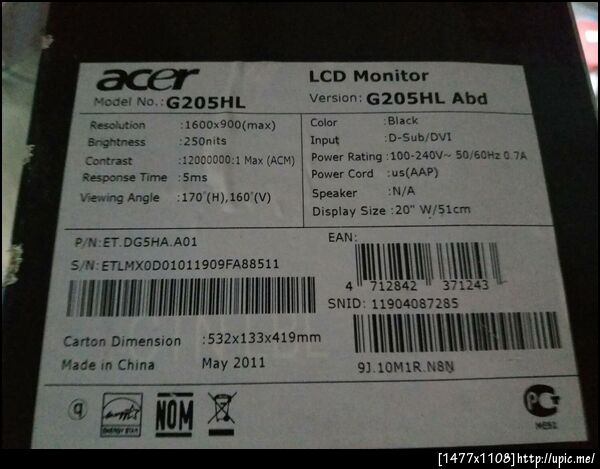 acer
Model No.: G205HL
LCD Monitor
Version: G205HL Abd
Resolution :1600x900(max)
Brightness :250nits
Contrast :12000000:1 Max (ACM)
Response Time :5ms
Viewing Angle :170°(H),160°(V)
Color :Black
Input :D-Sub/DVI
Power Rating :100-240V~ 50/60Hz 0.7A
Power Cord :us(AAP)
Speaker :N/A
Display Size :20" W/51cm
P/N:ET.DG5HA.A01
S/N:ETLMX0D01011909FA88511
EAN:
4 712842 371243
SNID: 11904087285
Carton Dimension :532x133x419mm
Made in China May 2011
9J.10M1R.N8N
ENERGY STAR
NOM
[1477x1108]http://upic.me/